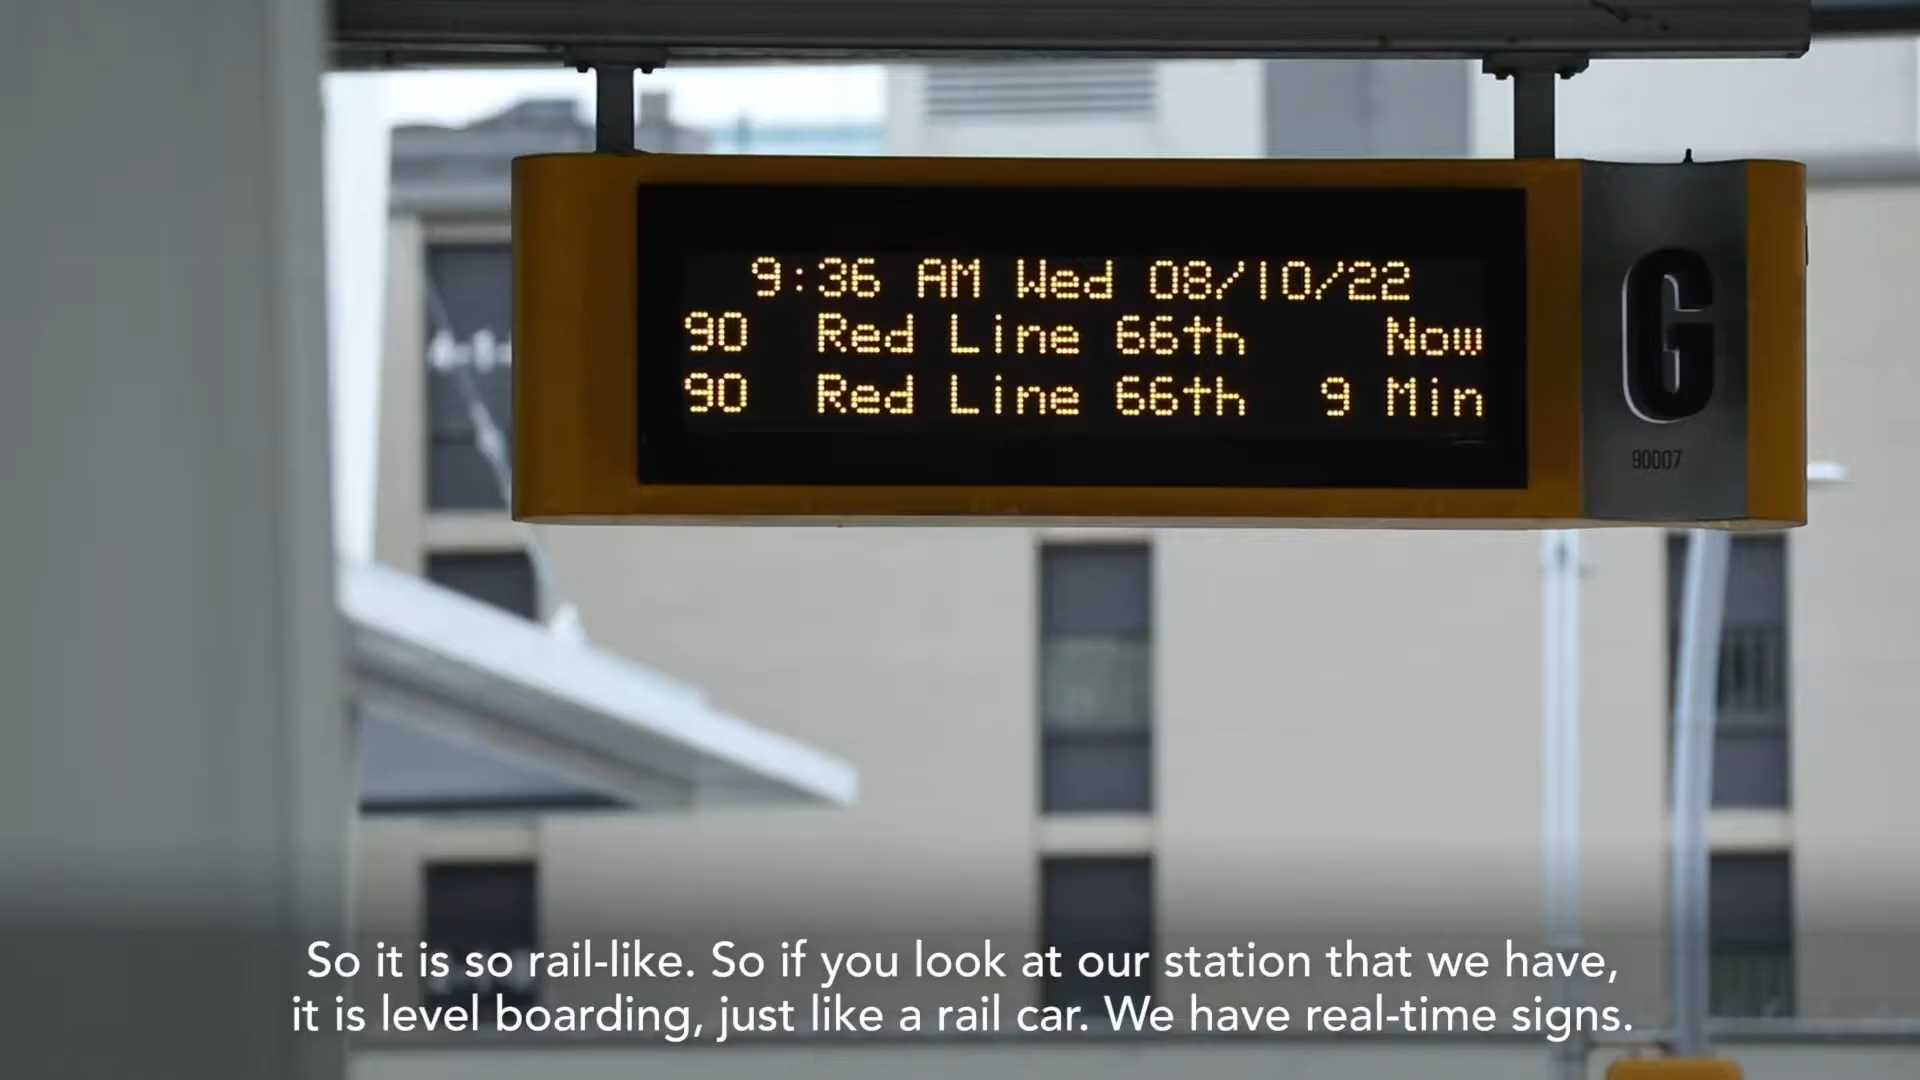 9:36 AM Wed 08/10/22
90 Red Line 66th Now
90 Red Line 66th 9 Min
G
90007
So it is so rail-like. So if you look at our station that we have,
it is level boarding, just like a rail car. We have real-time signs.